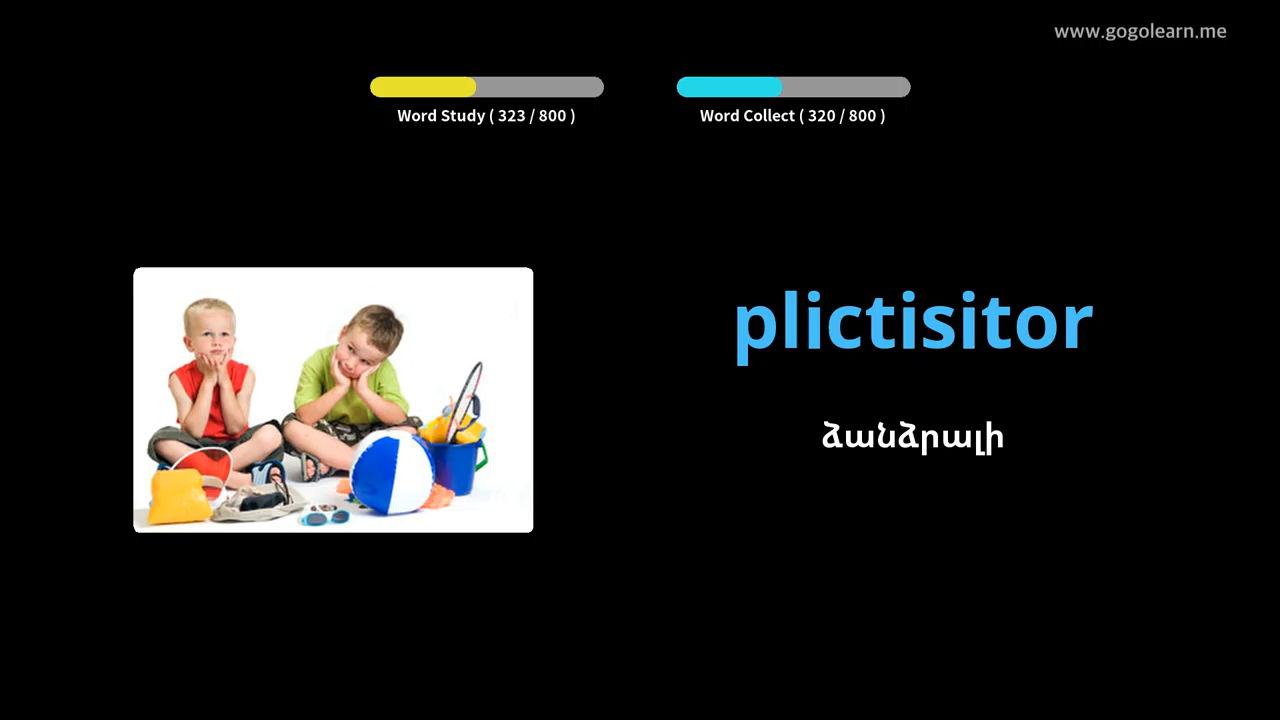 www.gogolearn.me
Word Study ( 323 / 800 )
Word Collect ( 320 / 800 )
plictisitor
ձանձրալի